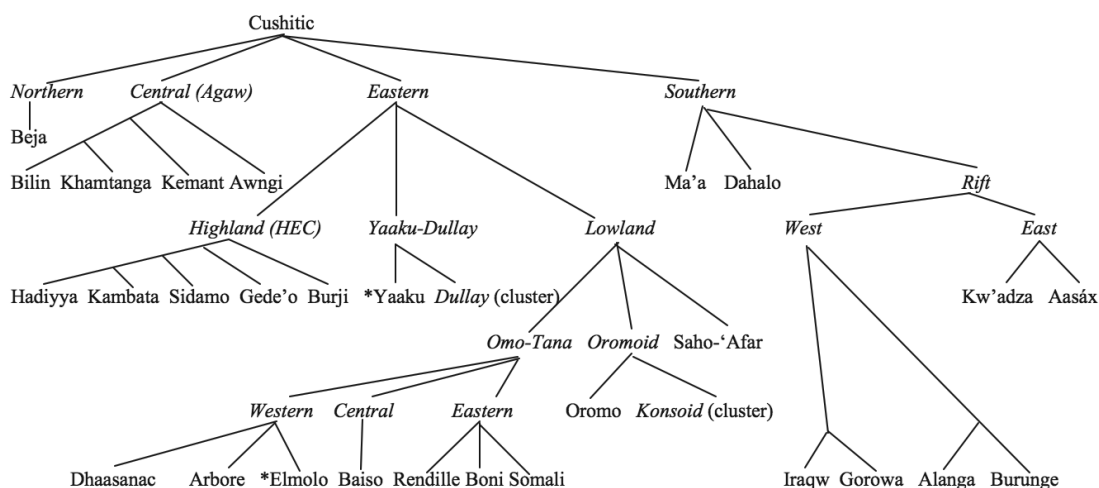 Cushitic
Northern Central (Agaw) Eastern Southern
Beja
Bilin Khamtanga Kemant Awngi Ma'a Dahalo Rift
Highland (HEC) Yaaku-Dullay Lowland West East
Hadiyya Kambata Sidamo Gede'o Burji *Yaaku Dullay (cluster) Kw'adza Aasáx
Omo-Tana Oromoid Saho-‘Afar
Western Central Eastern Oromo Konsoid (cluster)
Dhaasanac Arbore *Elmolo Baiso Rendille Boni Somali Iraqw Gorowa Alanga Burunge